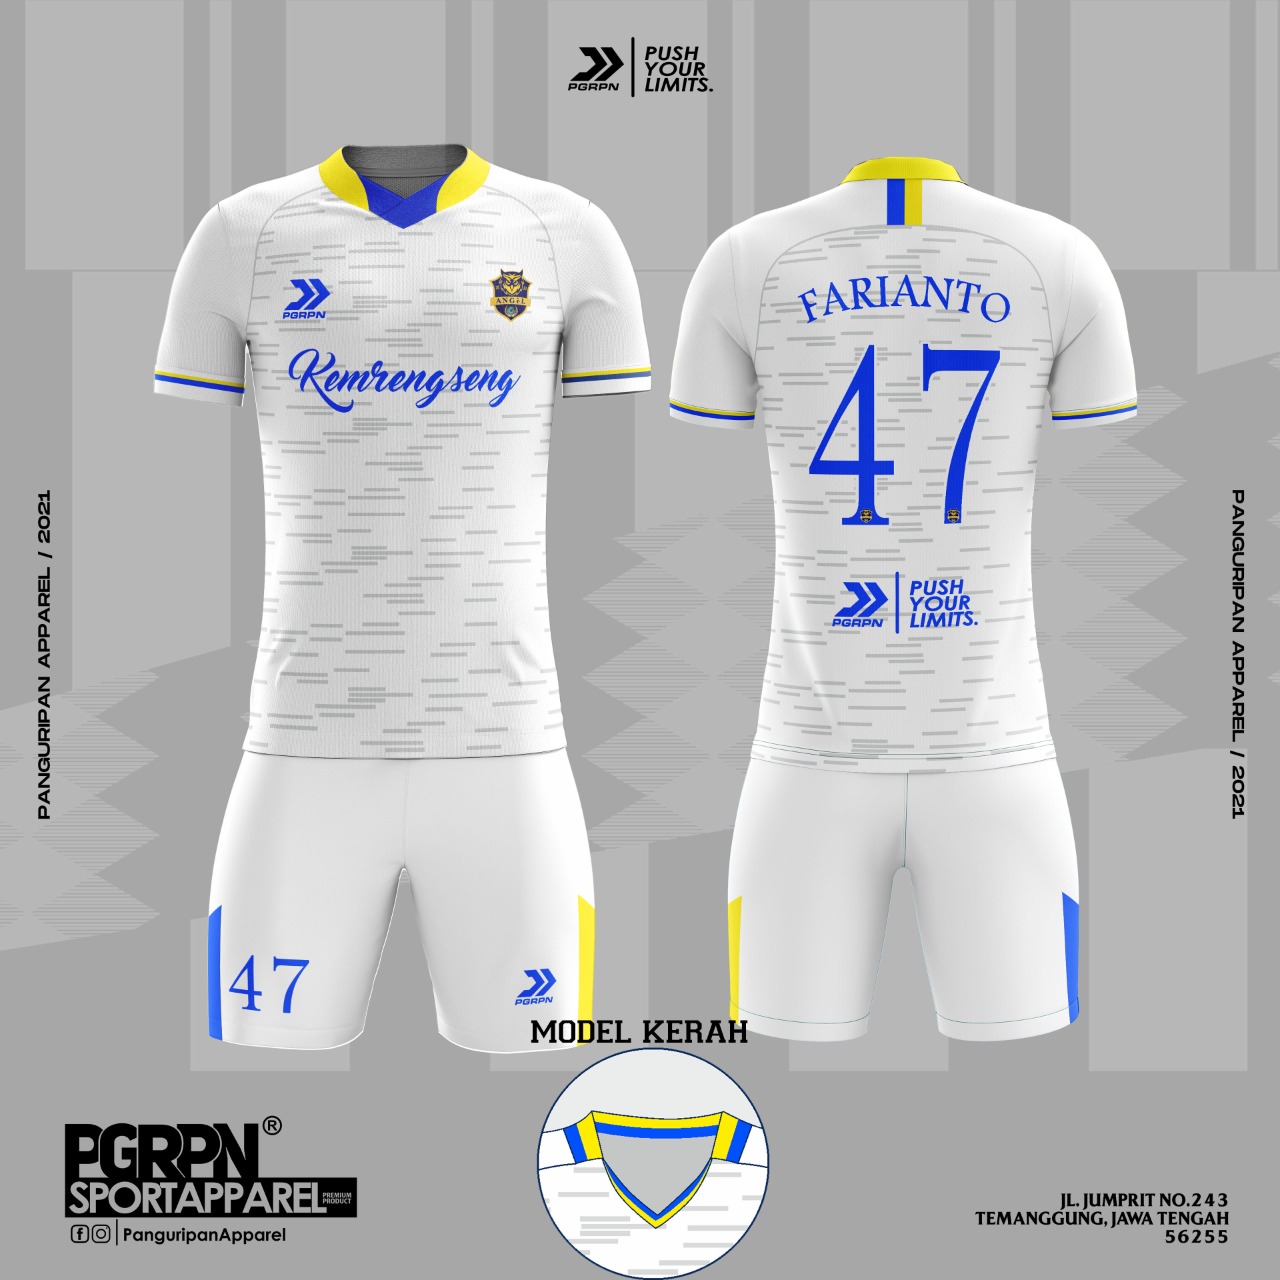 PGRPN
PUSH
YOUR
LIMITS.
PGRPN
ANGEL
Kemrengseng
FARIANTO
47
PGRPN
PUSH
YOUR
LIMITS.
PANGURIPAN APPAREL / 2021
PANGURIPAN APPAREL / 2021
47
PGRPN
MODEL KERAH
PGRPN®
SPORTAPPAREL PREMIUM PRODUCT
PanguripanApparel
JL. JUMPRIT NO.243
TEMANGGUNG, JAWA TENGAH
56255